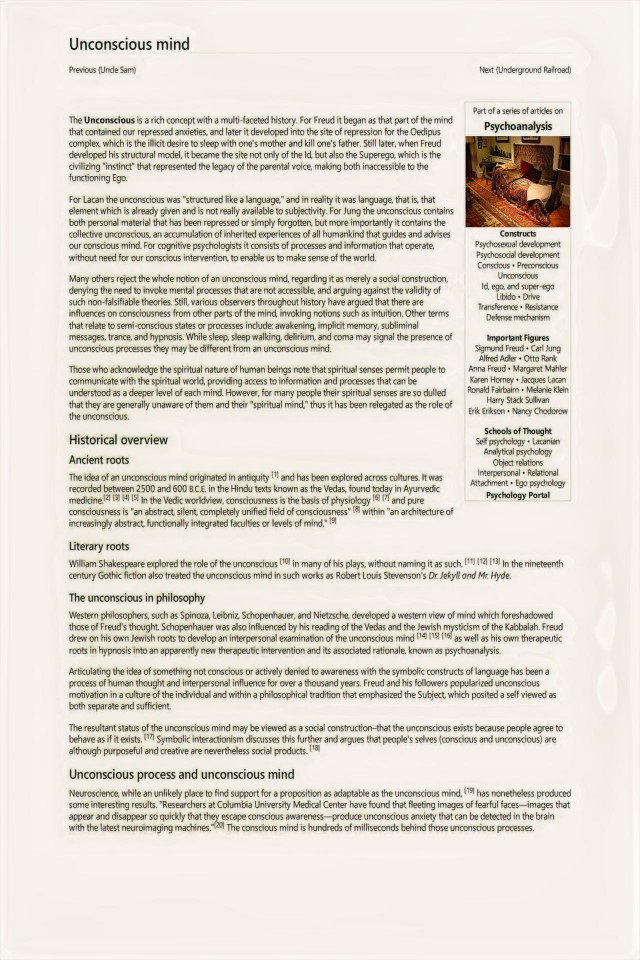 Unconscious mind
Previous (Uncle Sam)
Next (Underground Railroad)
The Unconscious is a rich concept with a multi-faceted history. For Freud it began as that part of the mind
that contained our repressed anxieties, and later it developed into the site of repression for the Oedipus
complex, which is the illicit desire to sleep with one's mother and kill one's father. Still later, when Freud
developed his structural model, it became the site not only of the Id, but also the Superego, which is the
civilizing "instinct" that represented the legacy of the parental voice, making both inaccessible to the
functioning Ego.
For Lacan the unconscious was "structured like a language," and in reality it was language, that is, that
element which is already given and is not really available to subjectivity. For Jung the unconscious contains
both personal material that has been repressed or simply forgotten, but more importantly it contains the
collective unconscious, an accumulation of inherited experiences of all humankind that guides and advises
our conscious mind. For cognitive psychologists it consists of processes and information that operate,
without need for our conscious intervention, to enable us to make sense of the world.
Many others reject the whole notion of an unconscious mind, regarding it as merely a social construction,
denying the need to invoke mental processes that are not accessible, and arguing against the validity of
such non-falsifiable theories. Still, various observers throughout history have argued that there are
influences on consciousness from other parts of the mind, invoking notions such as intuition. Other terms
that relate to semi-conscious states or processes include: awakening, implicit memory, subliminal
messages, trance, and hypnosis. While sleep, sleep walking, delirium, and coma may signal the presence of
unconscious processes they may be different from an unconscious mind.
Those who acknowledge the spiritual nature of human beings note that spiritual senses permit people to
communicate with the spiritual world, providing access to information and processes that can be
understood as a deeper level of each mind. However, for many people their spiritual senses are so dulled
that they are generally unaware of them and their "spiritual mind," thus it has been relegated as the role of
the unconscious.
Part of a series of articles on
Psychoanalysis
Constructs
Psychosexual development
Psychosocial development
Conscious • Preconscious
Unconscious
Id, ego, and super-ego
Libido • Drive
Transference • Resistance
Defense mechanism
Important Figures
Sigmund Freud • Carl Jung
Alfred Adler • Otto Rank
Anna Freud • Margaret Mahler
Karen Horney • Jacques Lacan
Ronald Fairbairn • Melanie Klein
Harry Stack Sullivan
Erik Erikson • Nancy Chodorow
Schools of Thought
Self psychology • Lacanian
Analytical psychology
Object relations
Interpersonal • Relational
Attachment • Ego psychology
Psychology Portal
Historical overview
Ancient roots
The idea of an unconscious mind originated in antiquity [1] and has been explored across cultures. It was
recorded between 2500 and 600 B.C.E. in the Hindu texts known as the Vedas, found today in Ayurvedic
medicine.[2] [3] [4] [5] In the Vedic worldview, consciousness is the basis of physiology [6] [7] and pure
consciousness is "an abstract, silent, completely unified field of consciousness" [8] within "an architecture of
increasingly abstract, functionally integrated faculties or levels of mind." [9]
Literary roots
William Shakespeare explored the role of the unconscious [10] in many of his plays, without naming it as such. [11] [12] [13] In the nineteenth
century Gothic fiction also treated the unconscious mind in such works as Robert Louis Stevenson's Dr. Jekyll and Mr. Hyde.
The unconscious in philosophy
Western philosophers, such as Spinoza, Leibniz, Schopenhauer, and Nietzsche, developed a western view of mind which foreshadowed
those of Freud's thought. Schopenhauer was also influenced by his reading of the Vedas and the Jewish mysticism of the Kabbalah. Freud
drew on his own Jewish roots to develop an interpersonal examination of the unconscious mind [14] [15] [16] as well as his own therapeutic
roots in hypnosis into an apparently new therapeutic intervention and its associated rationale, known as psychoanalysis.
Articulating the idea of something not conscious or actively denied to awareness with the symbolic constructs of language has been a
process of human thought and interpersonal influence for over a thousand years. Freud and his followers popularized unconscious
motivation in a culture of the individual and within a philosophical tradition that emphasized the Subject, which posited a self viewed as
both separate and sufficient.
The resultant status of the unconscious mind may be viewed as a social construction–that the unconscious exists because people agree to
behave as if it exists. [17] Symbolic interactionism discusses this further and argues that people's selves (conscious and unconscious) are
although purposeful and creative are nevertheless social products. [18]
Unconscious process and unconscious mind
Neuroscience, while an unlikely place to find support for a proposition as adaptable as the unconscious mind, [19] has nonetheless produced
some interesting results. "Researchers at Columbia University Medical Center have found that fleeting images of fearful faces—images that
appear and disappear so quickly that they escape conscious awareness—produce unconscious anxiety that can be detected in the brain
with the latest neuroimaging machines."[20] The conscious mind is hundreds of milliseconds behind those unconscious processes.